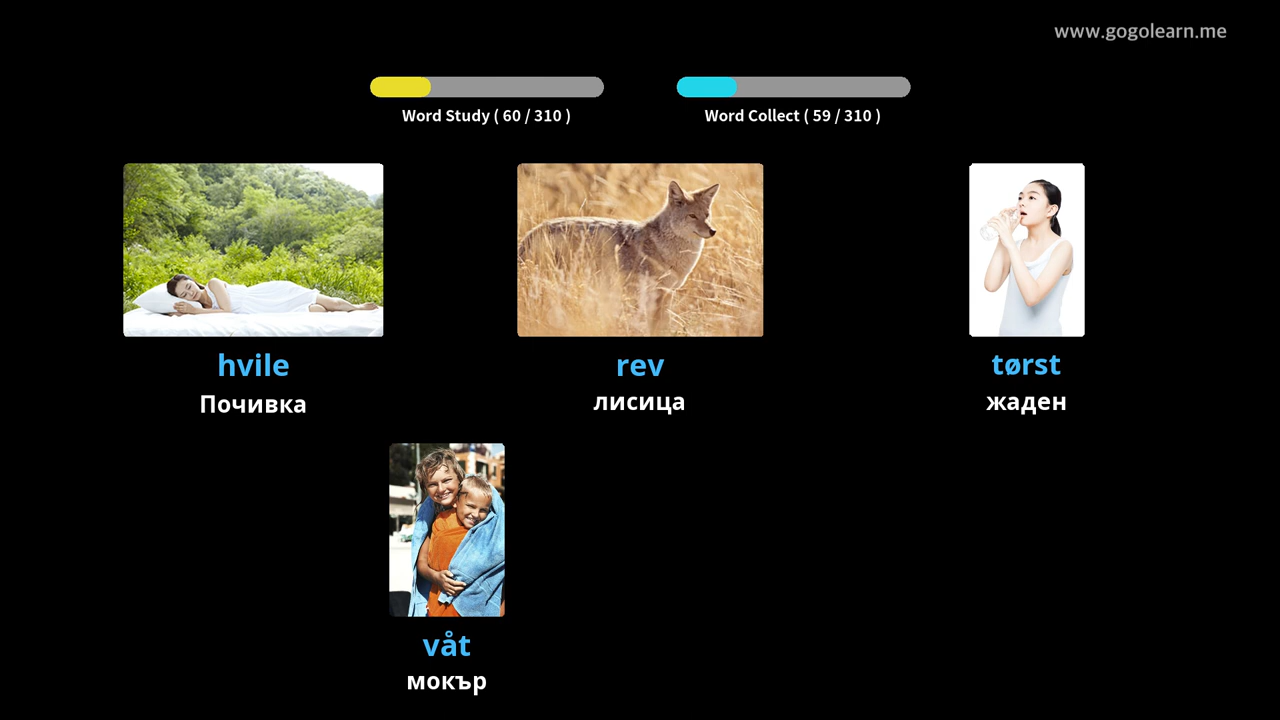 www.gogolearn.me
Word Study ( 60 / 310 )
Word Collect ( 59 / 310 )
hvile
Почивка
rev
лисица
tørst
жаден
våt
мокър